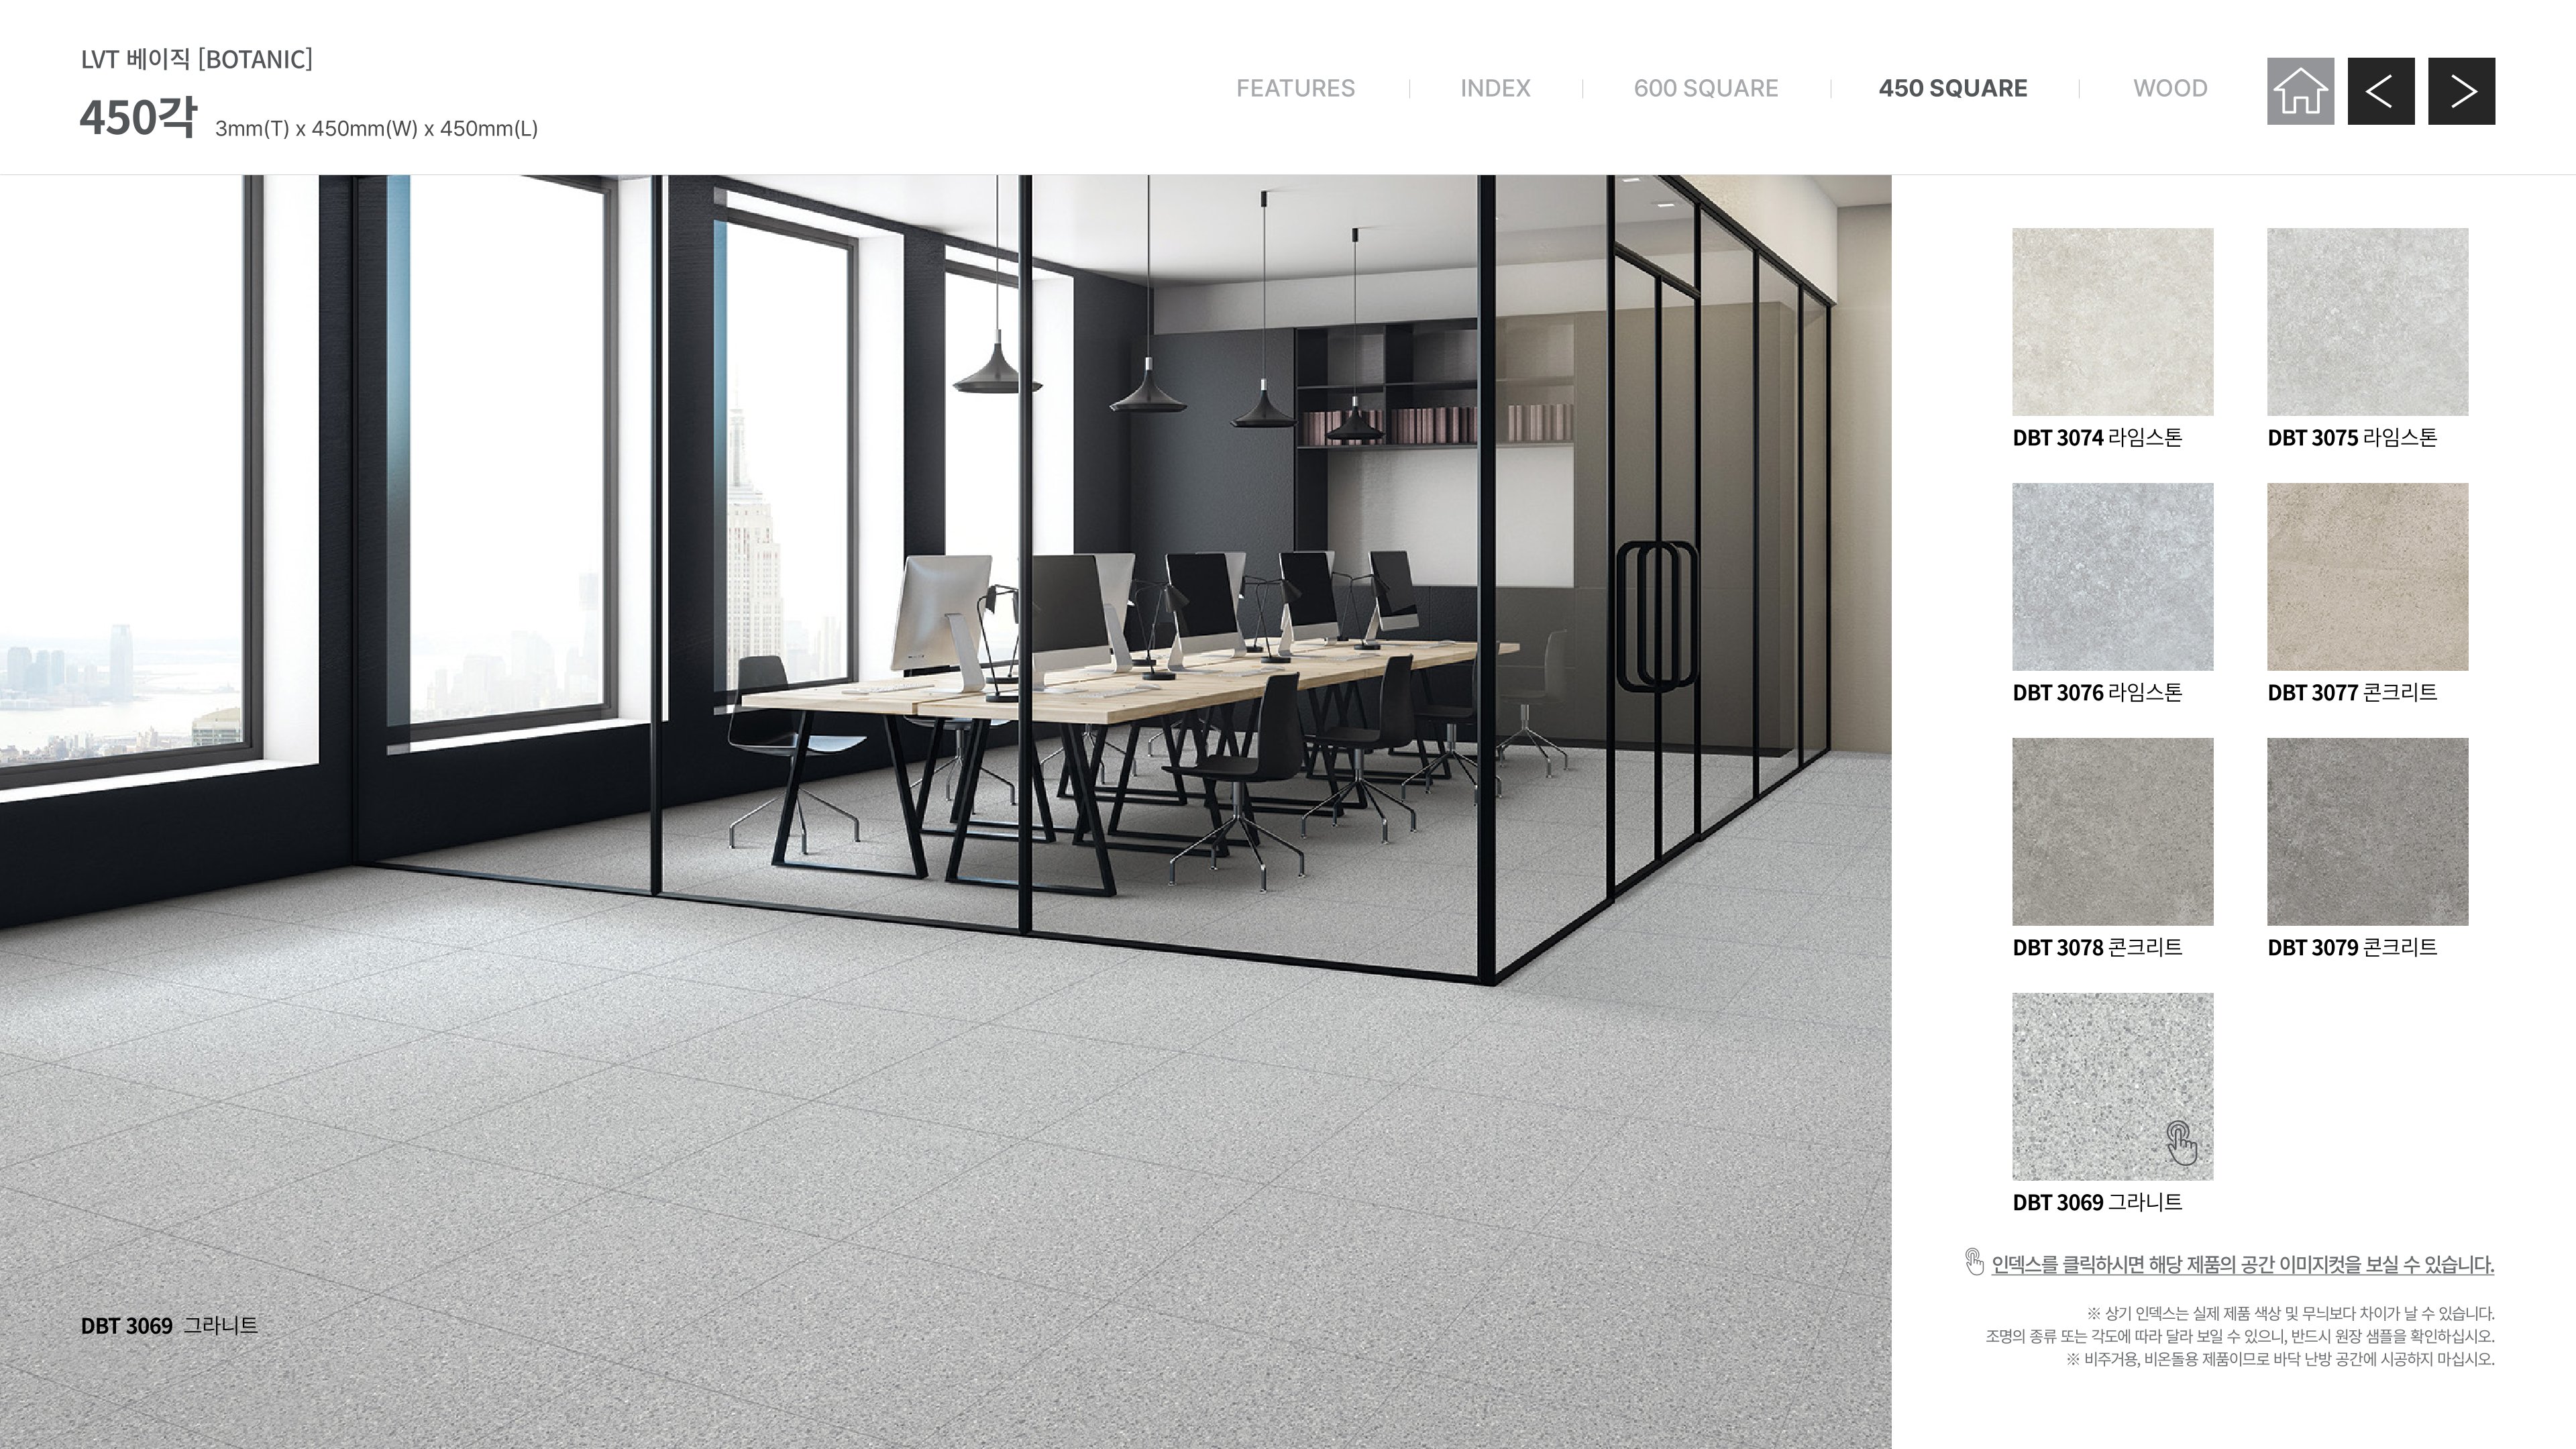 LVT 베이직 [BOTANIC]
450각 3mm(T) x 450mm(W) x 450mm(L)
FEATURES
INDEX
600 SQUARE
450 SQUARE
WOOD
DBT 3074 라임스톤
DBT 3075 라임스톤
DBT 3076 라임스톤
DBT 3077 콘크리트
DBT 3078 콘크리트
DBT 3079 콘크리트
DBT 3069 그라니트
인덱스를 클릭하시면 해당 제품의 공간 이미지컷을 보실 수 있습니다.
※ 상기 인덱스는 실제 제품 색상 및 무늬보다 차이가 날 수 있습니다.
조명의 종류 또는 각도에 따라 달라 보일 수 있으니, 반드시 원장 샘플을 확인하십시오.
※ 비주거용, 비온돌용 제품이므로 바닥 난방 공간에 시공하지 마십시오.
DBT 3069 그라니트